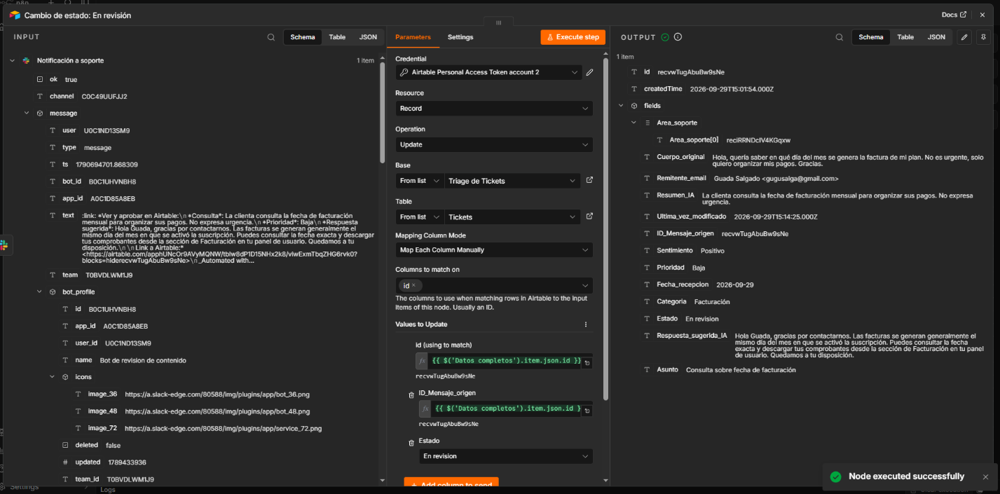 Cambio de estado: En revisión
Docs
INPUT
Schema
Table
JSON
Notificación a soporte
1 item
ok true
channel C0C49UUFJJ2
message
user U0C1ND13SM9
type message
ts 1790694701.868309
bot_id B0C1UHVNBH8
app_id A0C1D85A8EB
text :link: *Ver y aprobar en Airtable:\n *Consulta*: La clienta consulta la fecha de facturación
mensual para organizar sus pagos. No expresa urgencia.\n *Prioridad*: Baja\n *Respuesta
sugerida*: Hola Guada, gracias por contactarnos. Las facturas se generan generalmente el
mismo día del mes en que se activó la suscripción. Puedes consultar la fecha exacta y descargar
tus comprobantes desde la sección de Facturación en tu panel de usuario. Quedamos a tu
disposición.\n \n Link a Airtable:*
<https://airtable.com/apphUNcOr9AVyMQNW/tblw8dP1D15NHx2k8/viwExmTbqZHG6rvk0?
blocks=hiderecvwTugAbuBw9sNe>\n _Automated with...
team T0BVDLWM1J9
bot_profile
id B0C1UHVNBH8
app_id A0C1D85A8EB
user_id U0C1ND13SM9
name Bot de revision de contenido
icons
image_36 https://a.slack-edge.com/80588/img/plugins/app/bot_36.png
image_48 https://a.slack-edge.com/80588/img/plugins/app/bot_48.png
image_72 https://a.slack-edge.com/80588/img/plugins/app/service_72.png
deleted false
updated 1789433936
team_id T0BVDLWM1J9
Settings
Logs
Parameters
Settings
Execute step
Credential
Airtable Personal Access Token account 2
Resource
Record
Operation
Update
Base
From list
Triage de Tickets
Table
From list
Tickets
Mapping Column Mode
Map Each Column Manually
Columns to match on
id
The columns to use when matching rows in Airtable to the input
items of this node. Usually an ID.
Values to Update
id (using to match)
fx {{ $('Datos completos').item.json.id }}
recvwTugAbuBw9sNe
ID_Mensaje_origen
fx {{ $('Datos completos').item.json.id }
recvwTugAbuBw9sNe
Estado
En revision
+ Add column to send
OUTPUT
Schema
Table
JSON
1 item
id recvwTugAbuBw9sNe
createdTime 2026-09-29T15:01:54.000Z
fields
Area_soporte
Area_soporte[0] reciRRNDcIV4KGqxw
Cuerpo_original Hola, quería saber en qué día del mes se genera la factura de mi plan. No es urgente, solo
quiero organizar mis pagos. Gracias.
Remitente_email Guada Salgado <gugusalga@gmail.com>
Resumen_IA La clienta consulta la fecha de facturación mensual para organizar sus pagos. No expresa
urgencia.
Ultima_vez_modificado 2026-09-29T15:14:25.000Z
ID_Mensaje_origen recvwTugAbuBw9sNe
Sentimiento Positivo
Prioridad Baja
Fecha_recepcion 2026-09-29
Categoria Facturación
Estado En revision
Respuesta_sugerida_IA Hola Guada, gracias por contactarnos. Las facturas se generan generalmente el
mismo día del mes en que se activó la suscripción. Puedes consultar la fecha
exacta y descargar tus comprobantes desde la sección de Facturación en tu panel
de usuario. Quedamos a tu disposición.
Asunto Consulta sobre fecha de facturación
Node executed successfully